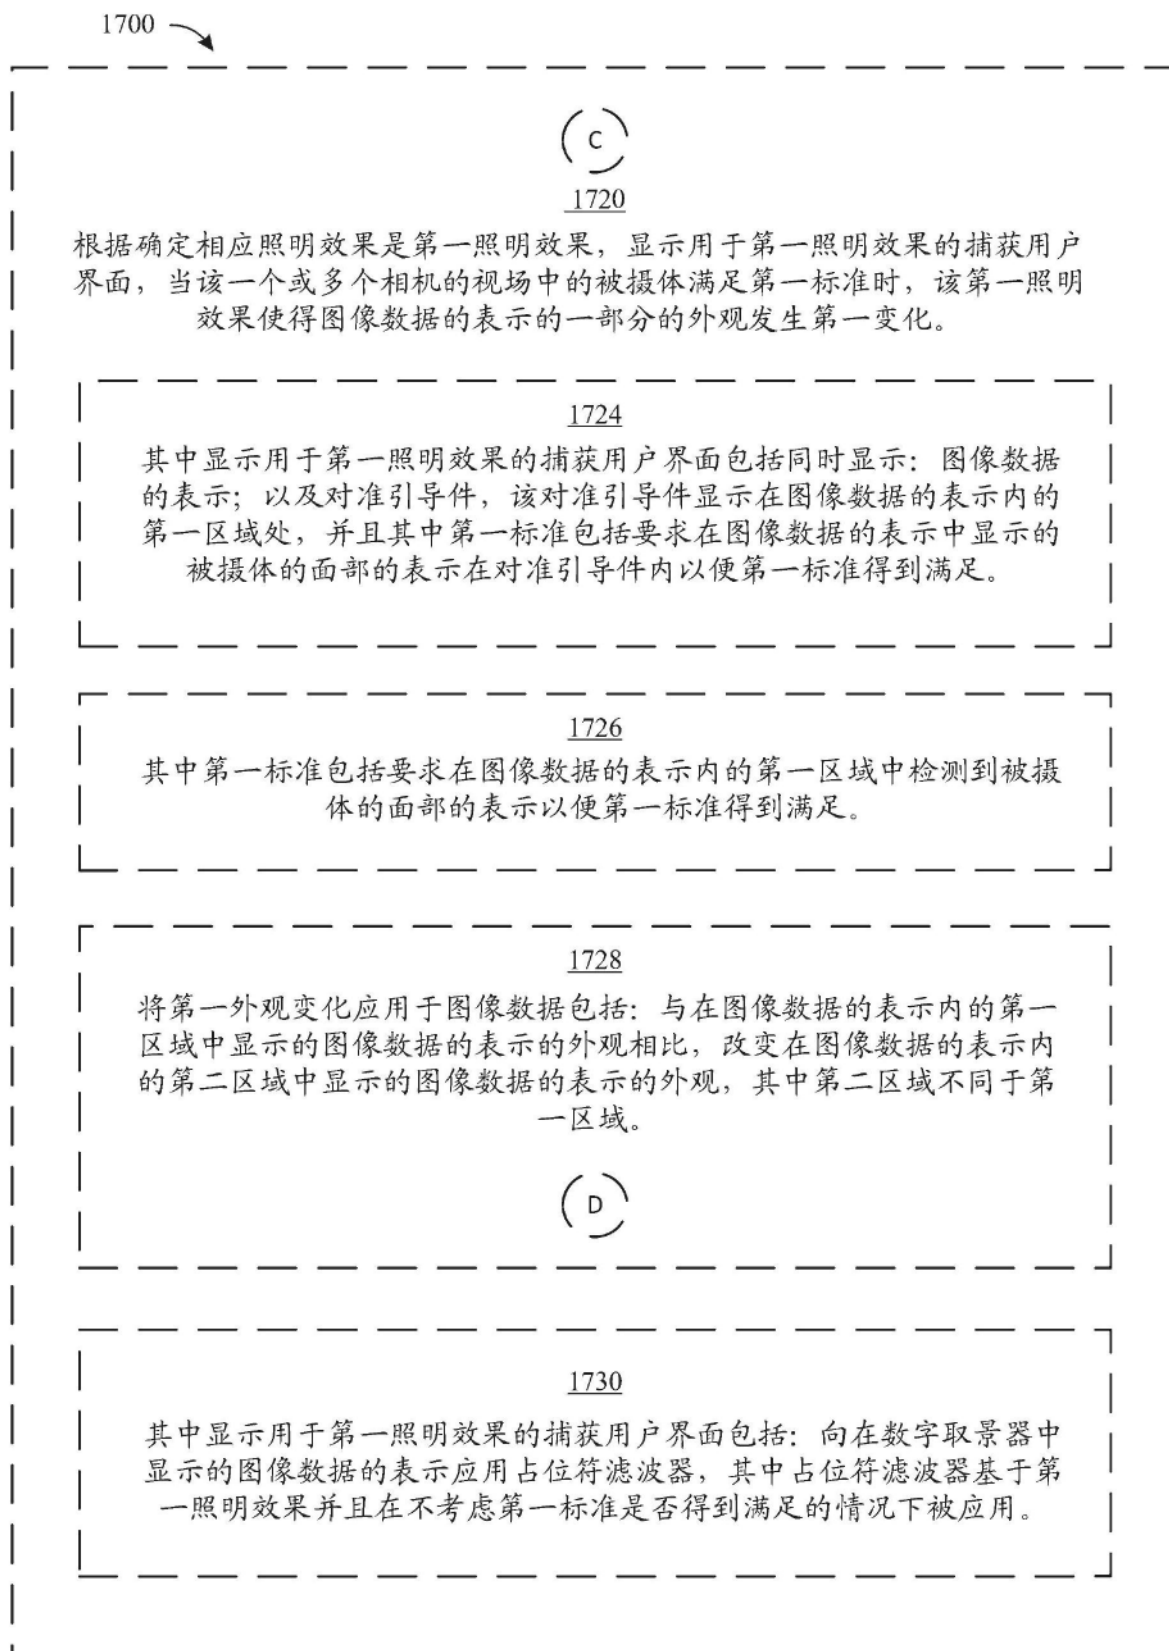 1700
C
1720
根据确定相应照明效果是第一照明效果，显示用于第一照明效果的捕获用户
界面，当该一个或多个相机的视场中的被摄体满足第一标准时，该第一照明
效果使得图像数据的表示的一部分的外观发生第一变化。
1724
其中显示用于第一照明效果的捕获用户界面包括同时显示：图像数据
的表示；以及对准引导件，该对准引导件显示在图像数据的表示内的
第一区域处，并且其中第一标准包括要求在图像数据的表示中显示的
被摄体的面部的表示在对准引导件内以便第一标准得到满足。
1726
其中第一标准包括要求在图像数据的表示内的第一区域中检测到被摄
体的面部的表示以便第一标准得到满足。
1728
将第一外观变化应用于图像数据包括：与在图像数据的表示内的第一
区域中显示的图像数据的表示的外观相比，改变在图像数据的表示内
的第二区域中显示的图像数据的表示的外观，其中第二区域不同于第
一区域。
D
1730
其中显示用于第一照明效果的捕获用户界面包括：向在数字取景器中
显示的图像数据的表示应用占位符滤波器，其中占位符滤波器基于第
一照明效果并且在不考虑第一标准是否得到满足的情况下被应用。